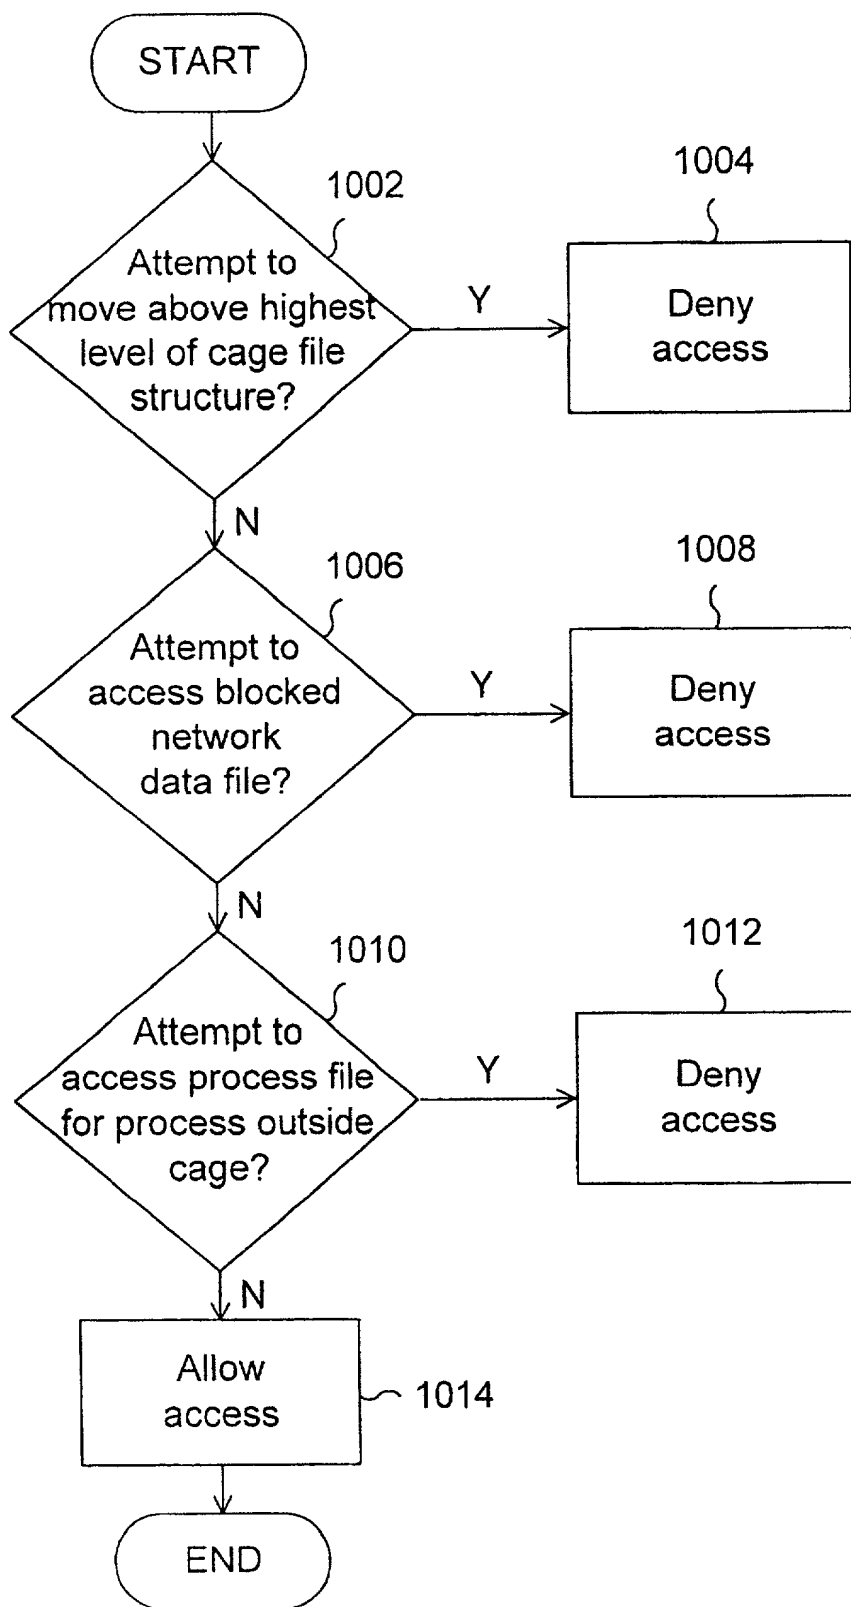 START
1002
Attempt to
move above highest
level of cage file
structure?
Y
1004
Deny
access
N
1006
Attempt to
access blocked
network
data file?
Y
1008
Deny
access
N
1010
Attempt to
access process file
for process outside
cage?
Y
1012
Deny
access
N
Allow
access
1014
END